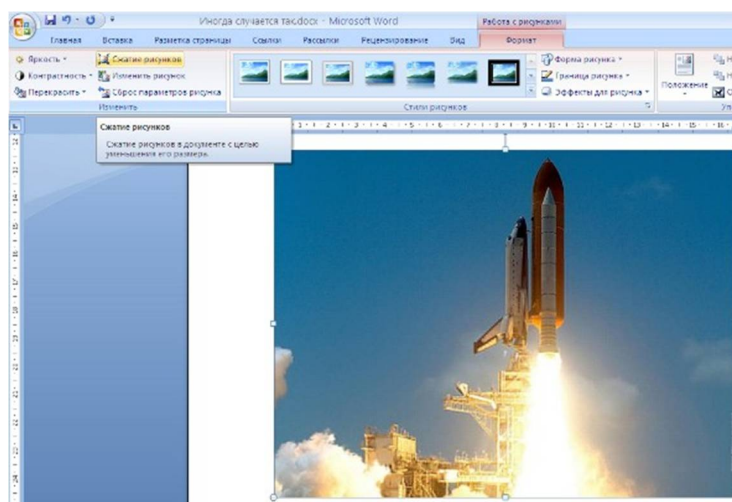 Иногда случается так.docx - Microsoft Word
Работа с рисунками
Главная Вставка Разметка страницы Ссылки Рассылки Рецензирование Вид Формат
Яркость Сжатие рисунков Форма рисунка
Контрастность Изменить рисунок Граница рисунка Положение
Перекрасить Сброс параметров рисунка Эффекты для рисунка
Изменить Стили рисунков
Сжатие рисунков
Сжатие рисунков в документе с целью
уменьшения его размера.